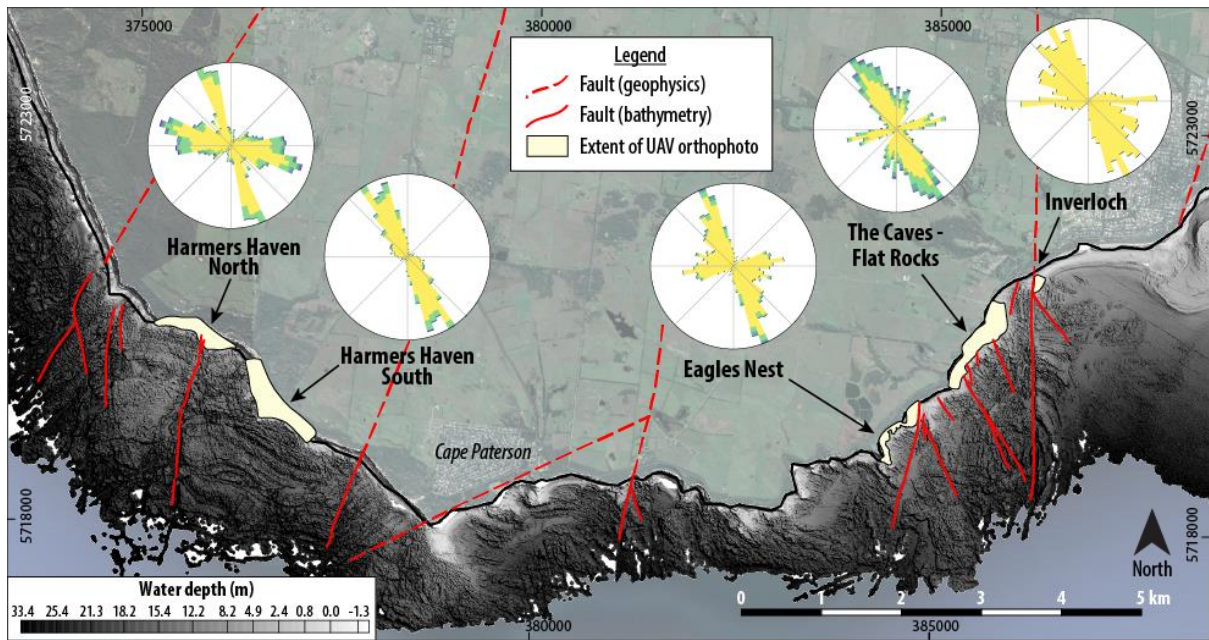 375000
380000
385000
Legend
Fault (geophysics)
Fault (bathymetry)
Extent of UAV orthophoto
5723000
5723000
Harmers Haven
North
Harmers Haven
South
Eagles Nest
The Caves -
Flat Rocks
Inverloch
Cape Paterson
5718000
5718000
North
Water depth (m)
33.4 25.4 21.3 18.2 15.4 12.2 8.2 4.9 2.4 0.8 0.0 –1.3
0 1 2 3 4 5 km
380000
385000